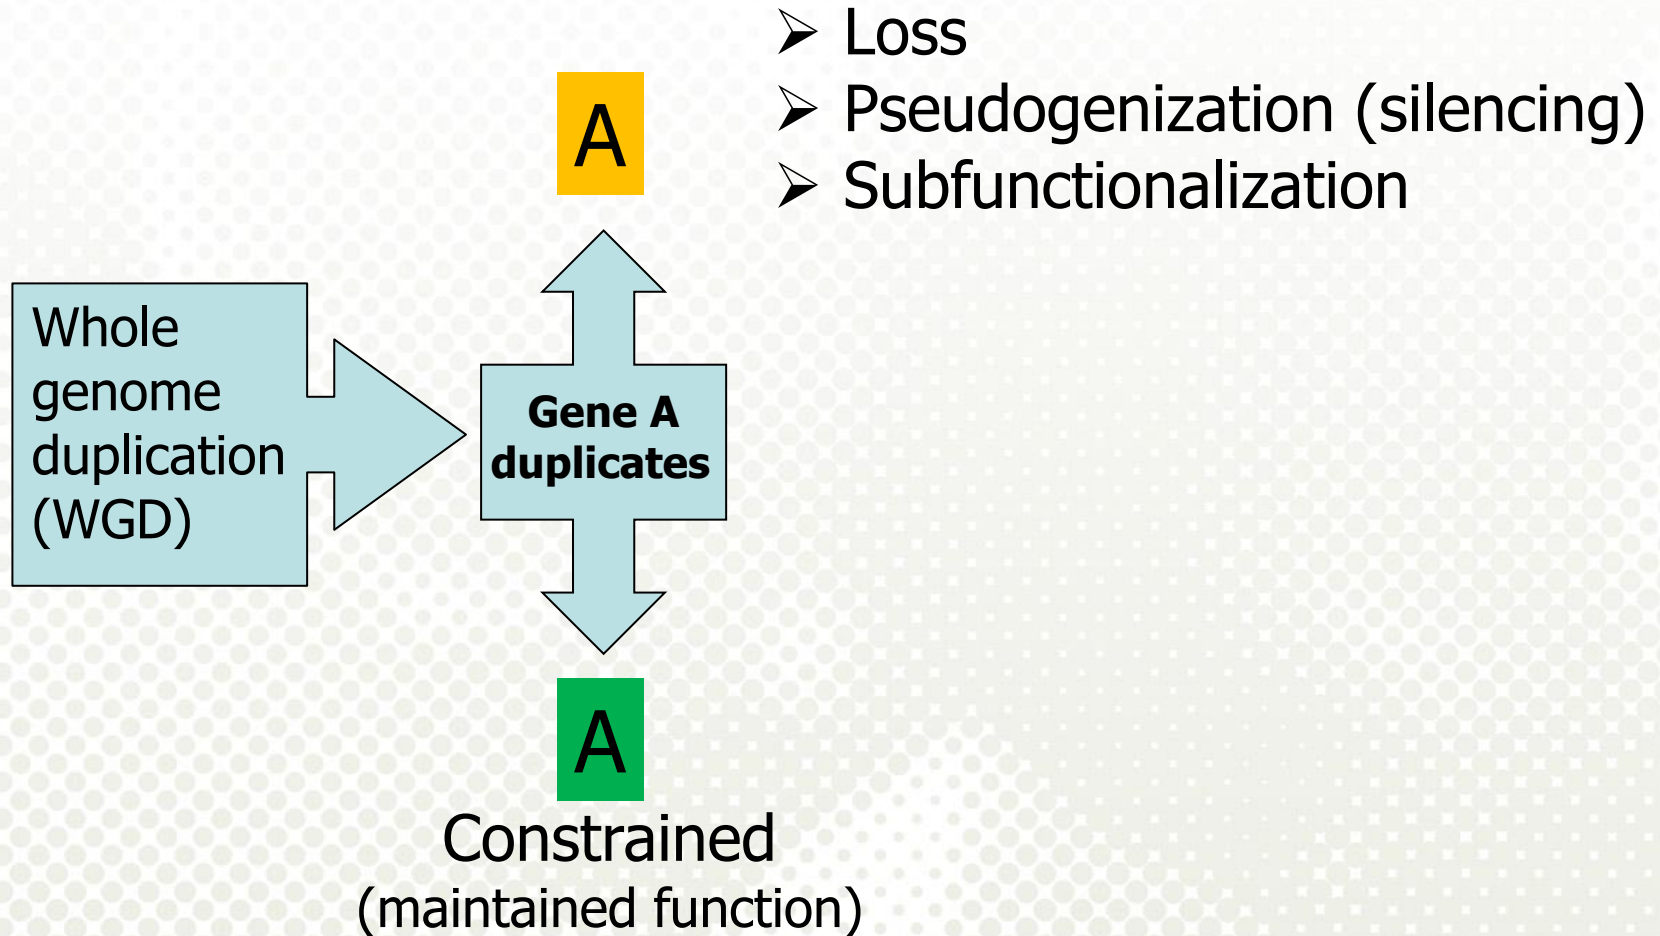 ➢ Loss
➢ Pseudogenization (silencing)
➢ Subfunctionalization
A
Whole
genome
duplication
(WGD)
Gene A
duplicates
A
Constrained
(maintained function)